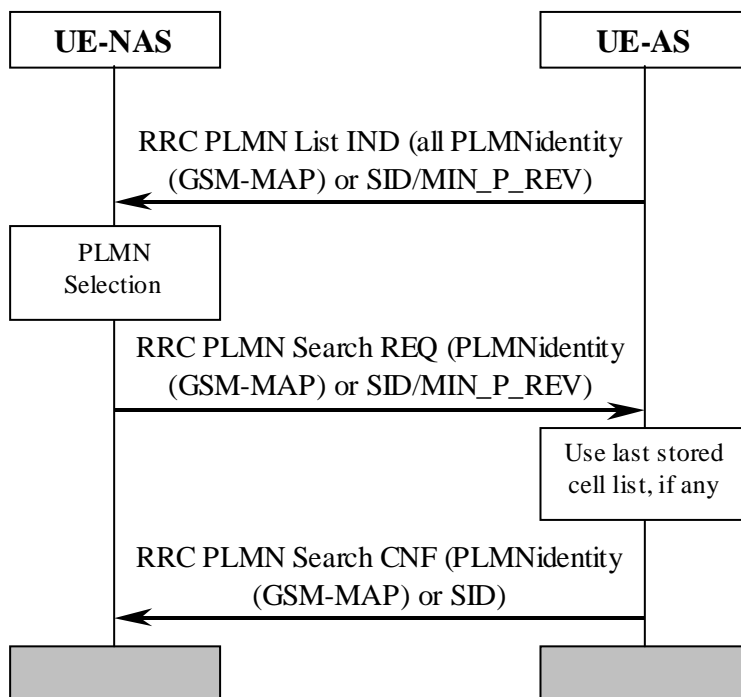 UE-NAS
UE-AS
RRC PLMN List IND (all PLMNidentity
(GSM-MAP) or SID/MIN_P_REV)
PLMN
Selection
RRC PLMN Search REQ (PLMNidentity
(GSM-MAP) or SID/MIN_P_REV)
Use last stored
cell list, if any
RRC PLMN Search CNF (PLMNidentity
(GSM-MAP) or SID)